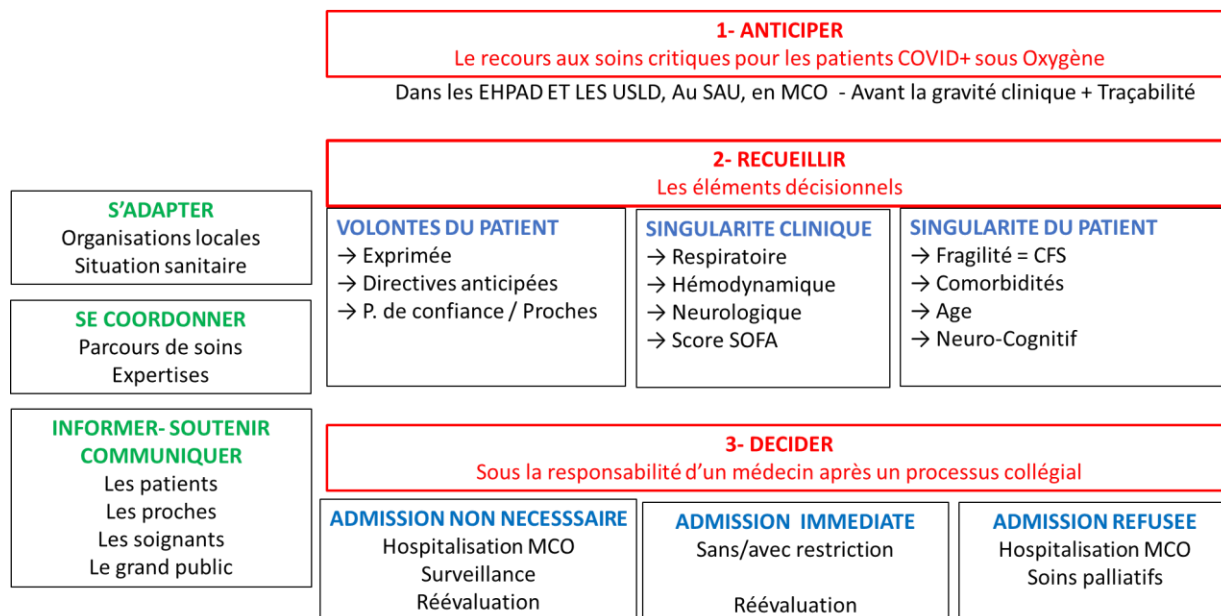 1- ANTICIPER
Le recours aux soins critiques pour les patients COVID+ sous Oxygène
Dans les EHPAD ET LES USLD, Au SAU, en MCO - Avant la gravité clinique + Traçabilité
2- RECUEILLIR
Les éléments décisionnels
S'ADAPTER
Organisations locales
Situation sanitaire
SE COORDONNER
Parcours de soins
Expertises
INFORMER- SOUTENIR
COMMUNIQUER
Les patients
Les proches
Les soignants
Le grand public
VOLONTES DU PATIENT
→ Exprimée
→ Directives anticipées
→ P. de confiance / Proches
SINGULARITE CLINIQUE
→ Respiratoire
→ Hémodynamique
→ Neurologique
→ Score SOFA
SINGULARITE DU PATIENT
→ Fragilité = CFS
→ Comorbidités
→ Age
→ Neuro-Cognitif
3- DECIDER
Sous la responsabilité d'un médecin après un processus collégial
ADMISSION NON NECESSSAIRE
Hospitalisation MCO
Surveillance
Réévaluation
ADMISSION IMMEDIATE
Sans/avec restriction
Réévaluation
ADMISSION REFUSEE
Hospitalisation MCO
Soins palliatifs